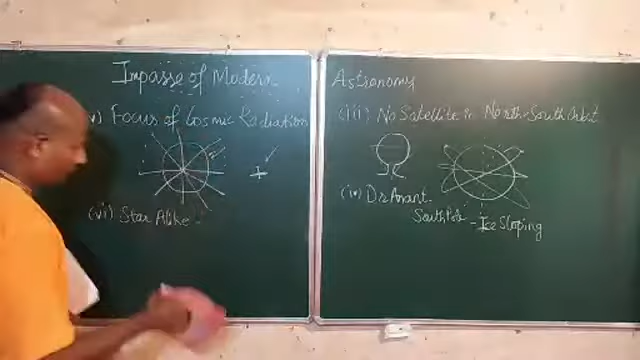 Impasse of Modern Astronomy
v) Focus of Cosmic Radiation
(vi) Star Alike -
(iii) No Satellite in North-South Orbit
(iv) Dr Anant.
South Pole - Ice Sloping